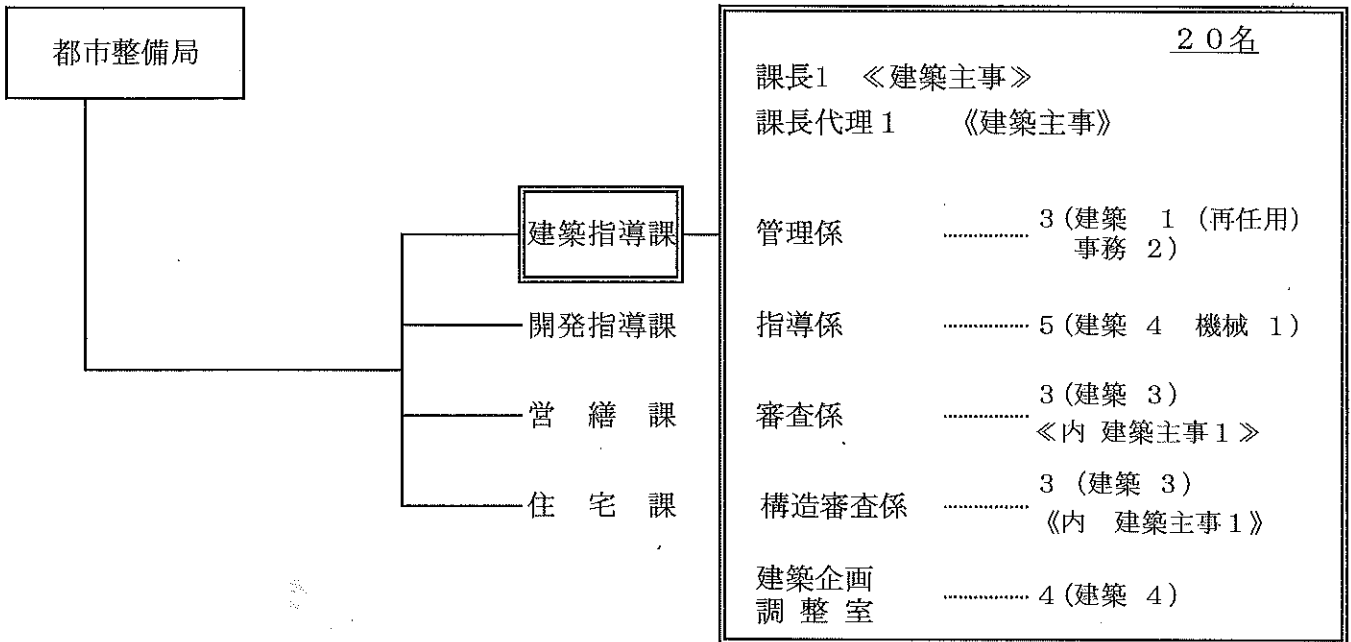 都市整備局
建築指導課
開発指導課
営 繕 課
住 宅 課
２０名
課長1 ≪建築主事≫
課長代理１ 《建築主事》
管理係 ………… 3 (建築 1 (再任用)
事務 2)
指導係 ………… 5 (建築 4 機械 1)
審査係 ………… 3 (建築 3)
≪内 建築主事１≫
構造審査係 ………… 3 (建築 3)
《内 建築主事１》
建築企画
調 整 室 ………… 4 (建築 4)